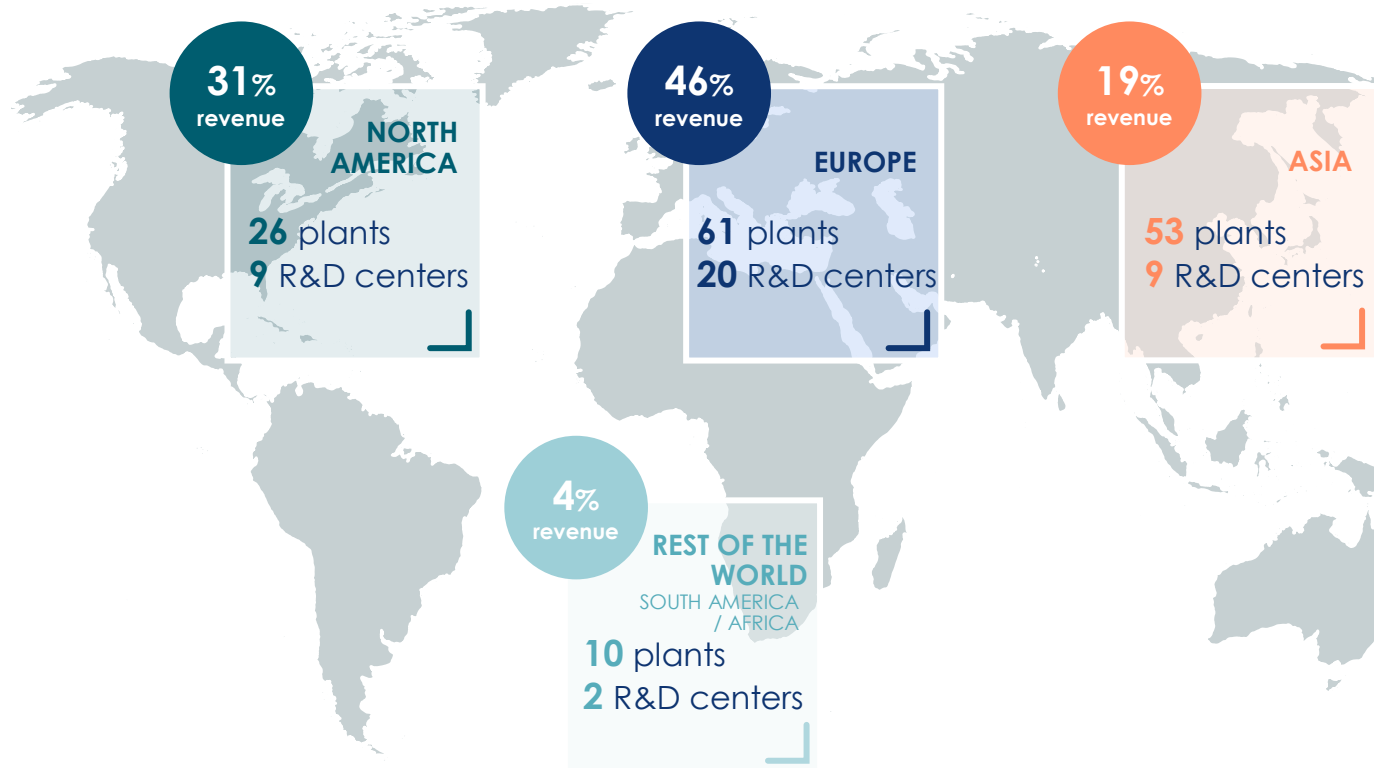 31%
revenue
NORTH
AMERICA
26 plants
9 R&D centers
46%
revenue
EUROPE
61 plants
20 R&D centers
19%
revenue
ASIA
53 plants
9 R&D centers
4%
revenue
REST OF THE
WORLD
SOUTH AMERICA
/ AFRICA
10 plants
2 R&D centers